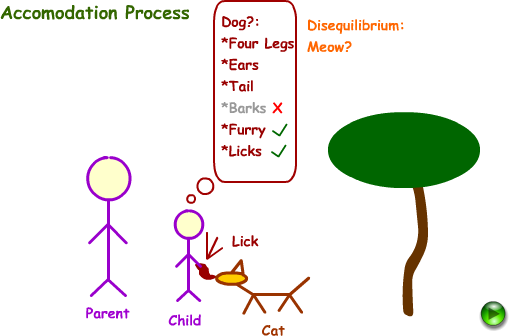 Accomodation Process
Dog?:
*Four Legs
*Ears
*Tail
*Barks X
*Furry ✓
*Licks ✓
Disequilibrium:
Meow?
Lick
Parent
Child
Cat